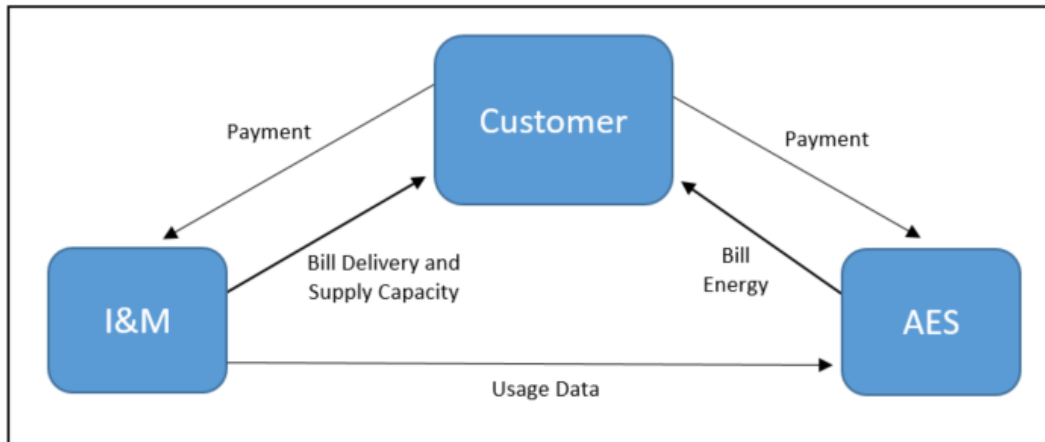 Customer
Payment
Payment
Bill Delivery and
Supply Capacity
Bill
Energy
I&M
AES
Usage Data